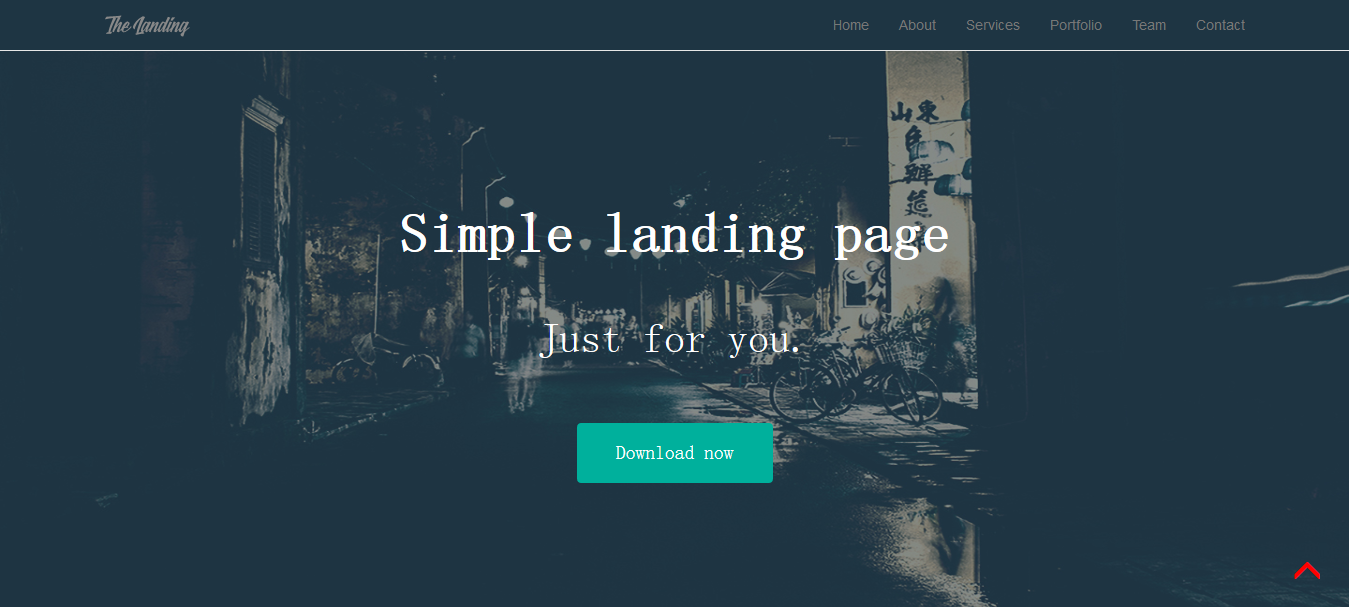 The Landing
Home About Services Portfolio Team Contact
山東
Simple landing page
Just for you.
Download now